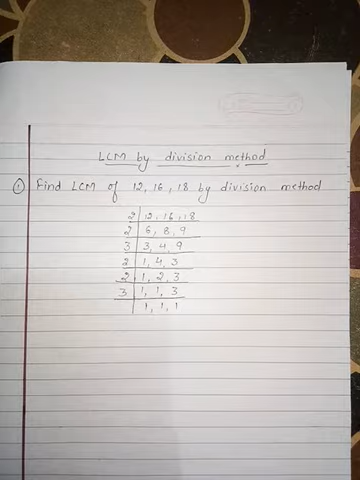 LCM by division method
① Find LCM of 12, 16, 18 by division method
2 | 12, 16, 18
2 | 6, 8, 9
3 | 3, 4, 9
2 | 1, 4, 3
2 | 1, 2, 3
3 | 1, 1, 3
| 1, 1, 1